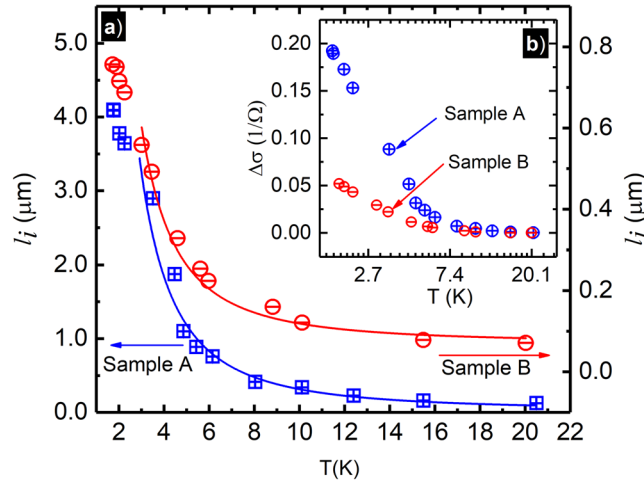 a)
5.0
4.0
3.0
2.0
1.0
0.0
l_i (μm)
2 4 6 8 10 12 14 16 18 20 22
T(K)
0.8
0.6
0.4
0.2
0.0
l_i (μm)
Sample A
Sample B
b)
0.20
0.15
0.10
0.05
0.00
Δσ (1/Ω)
2.7 7.4 20.1
T (K)
Sample A
Sample B